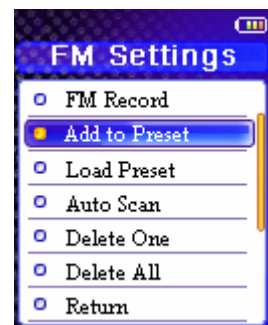 FM Settings
FM Record
Add to Preset
Load Preset
Auto Scan
Delete One
Delete All
Return